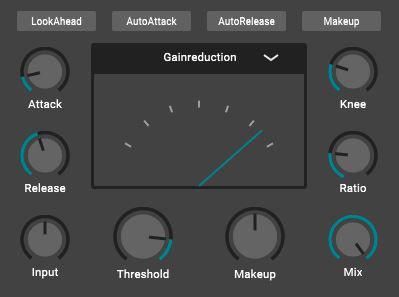 LookAhead AutoAttack AutoRelease Makeup
Gainreduction
Attack Knee
Release Ratio
Input Threshold Makeup Mix